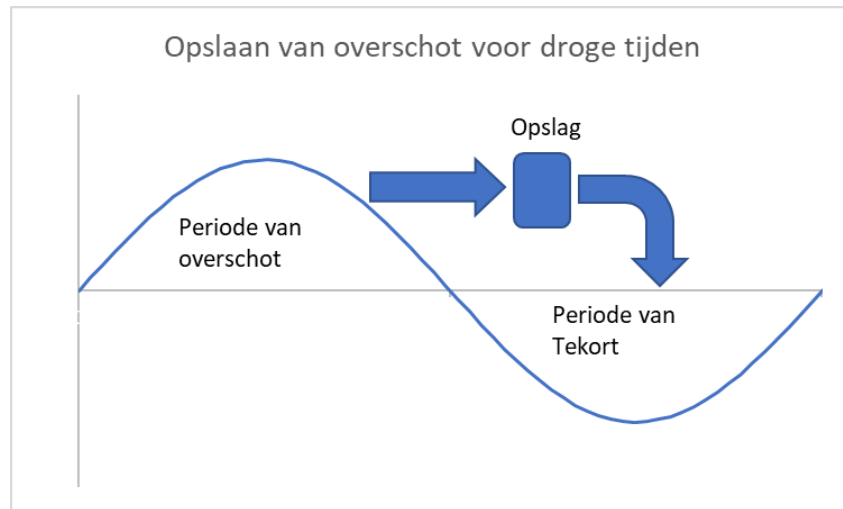 Opslaan van overschot voor droge tijden
Opslag
Periode van
overschot
Periode van
Tekort